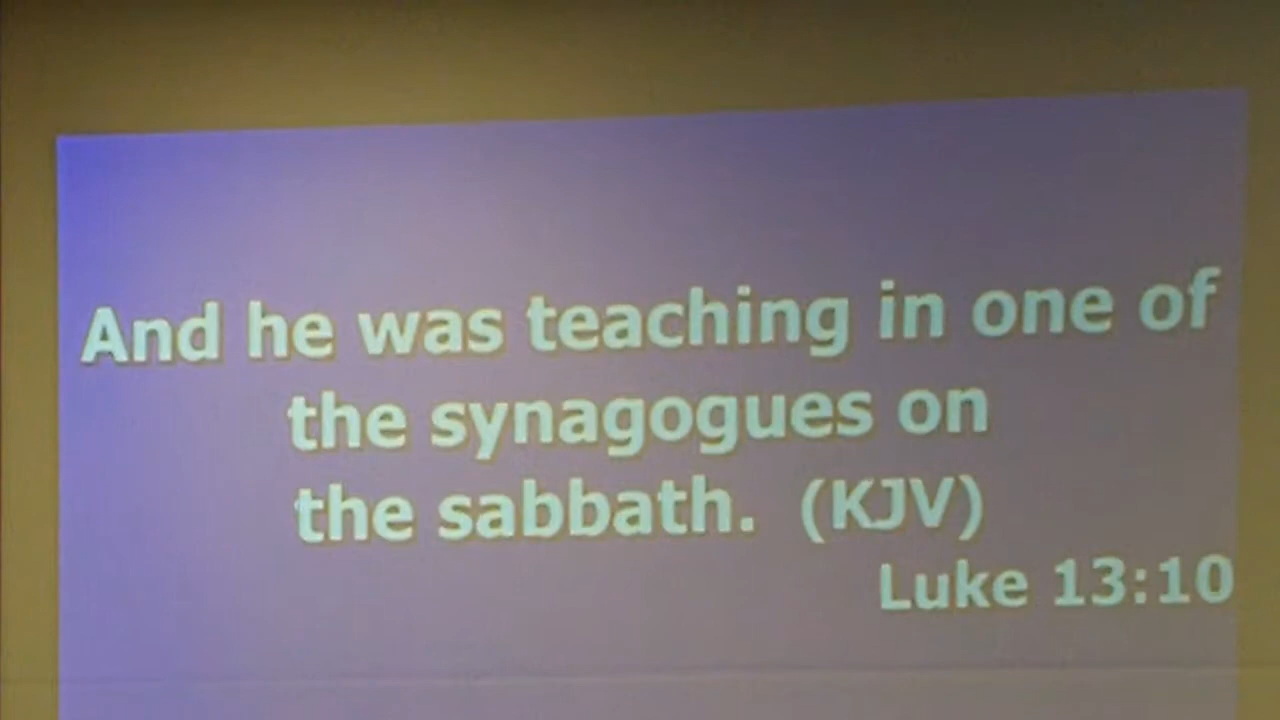 And he was teaching in one of
the synagogues on
the sabbath. (KJV)
Luke 13:10